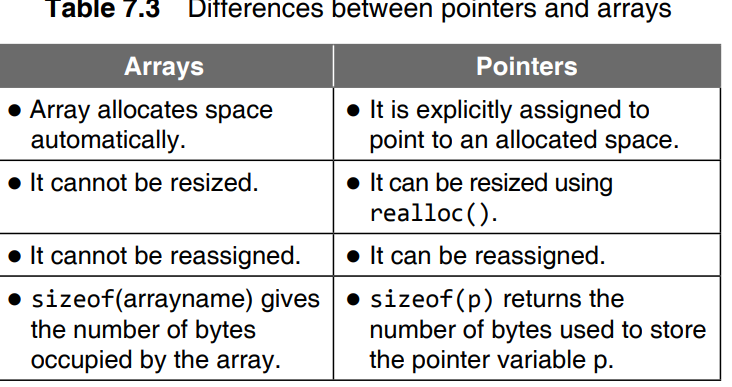 Table 7.3 Differences between pointers and arrays
Arrays
Pointers
● Array allocates space
automatically.
● It is explicitly assigned to
point to an allocated space.
● It cannot be resized.
● It can be resized using
realloc().
● It cannot be reassigned.
● It can be reassigned.
● sizeof(arrayname) gives
the number of bytes
occupied by the array.
● sizeof(p) returns the
number of bytes used to store
the pointer variable p.